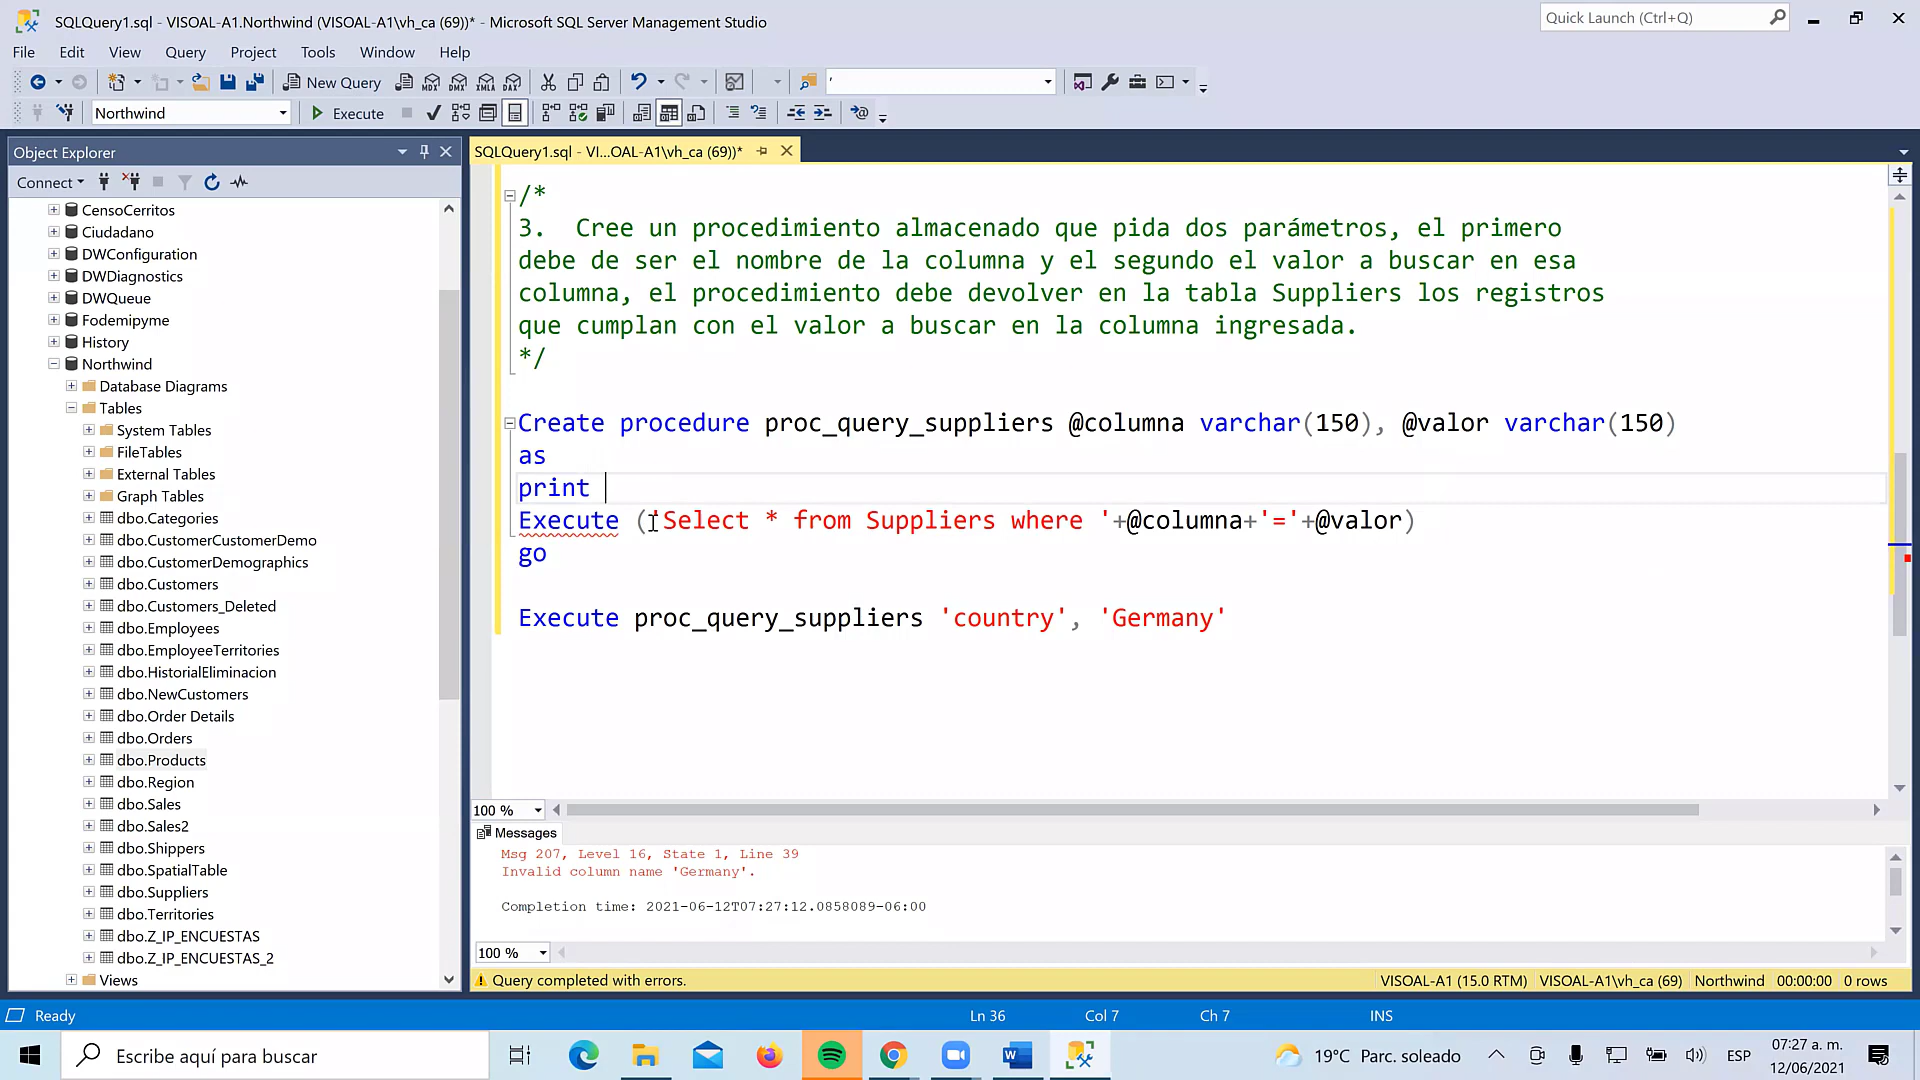 SQLQuery1.sql - VISOAL-A1.Northwind (VISOAL-A1\vh_ca (69))* - Microsoft SQL Server Management Studio
Quick Launch (Ctrl+Q)
File Edit View Query Project Tools Window Help
New Query
MDX DMX XMLA DAX
'
Northwind
Execute
Object Explorer
SQLQuery1.sql - VI...OAL-A1\vh_ca (69))*
Connect
CensoCerritos
Ciudadano
DWConfiguration
DWDiagnostics
DWQueue
Fodemipyme
History
Northwind
Database Diagrams
Tables
System Tables
FileTables
External Tables
Graph Tables
dbo.Categories
dbo.CustomerCustomerDemo
dbo.CustomerDemographics
dbo.Customers
dbo.Customers_Deleted
dbo.Employees
dbo.EmployeeTerritories
dbo.HistorialEliminacion
dbo.NewCustomers
dbo.Order Details
dbo.Orders
dbo.Products
dbo.Region
dbo.Sales
dbo.Sales2
dbo.Shippers
dbo.SpatialTable
dbo.Suppliers
dbo.Territories
dbo.Z_IP_ENCUESTAS
dbo.Z_IP_ENCUESTAS_2
Views
/*
3.  Cree un procedimiento almacenado que pida dos parámetros, el primero
debe de ser el nombre de la columna y el segundo el valor a buscar en esa
columna, el procedimiento debe devolver en la tabla Suppliers los registros
que cumplan con el valor a buscar en la columna ingresada.
*/
Create procedure proc_query_suppliers @columna varchar(150), @valor varchar(150)
as
print
Execute ('Select * from Suppliers where '+@columna+'='+@valor)
go
Execute proc_query_suppliers 'country', 'Germany'
100 %
Messages
Msg 207, Level 16, State 1, Line 39
Invalid column name 'Germany'.
Completion time: 2021-06-12T07:27:12.0858089-06:00
100 %
Query completed with errors.
VISOAL-A1 (15.0 RTM) VISOAL-A1\vh_ca (69) Northwind 00:00:00 0 rows
Ready
Ln 36 Col 7 Ch 7 INS
Escribe aquí para buscar
19°C Parc. soleado
ESP
07:27 a. m.
12/06/2021